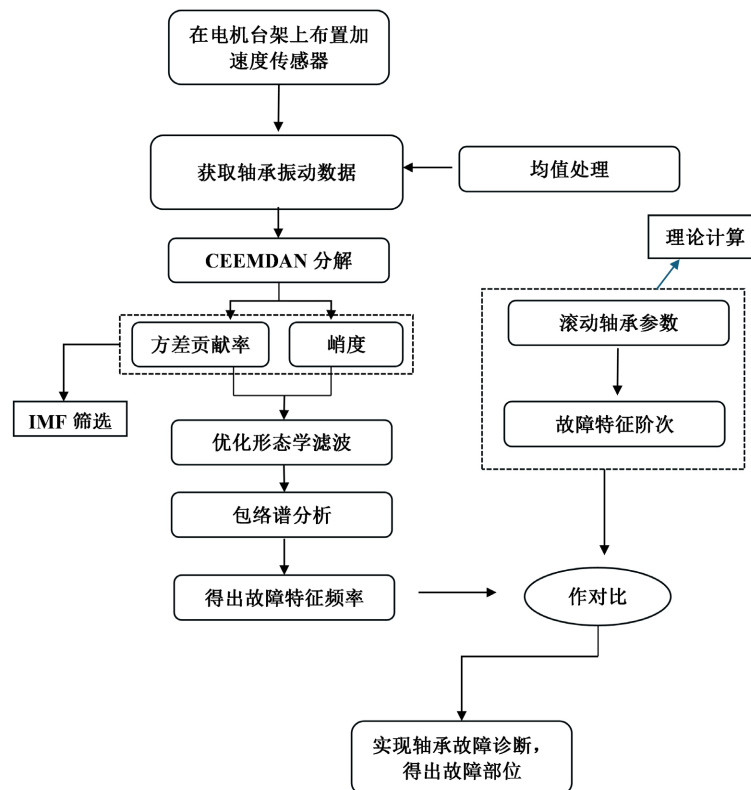 在电机台架上布置加
速度传感器
获取轴承振动数据
均值处理
CEEMDAN 分解
理论计算
方差贡献率
峭度
滚动轴承参数
IMF 筛选
优化形态学滤波
故障特征阶次
包络谱分析
得出故障特征频率
作对比
实现轴承故障诊断，
得出故障部位